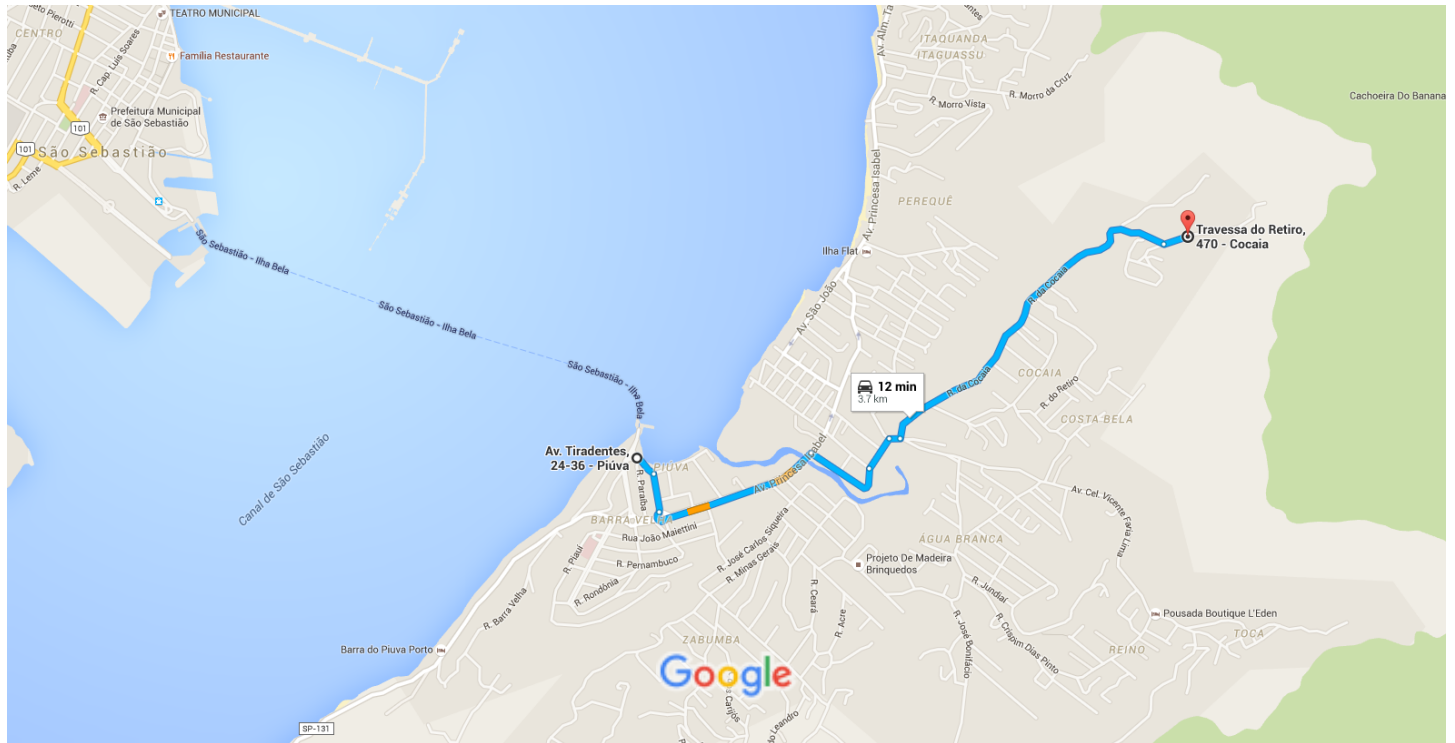 TEATRO MUNICIPAL
CENTRO
R. Cap. Luís Soares
Família Restaurante
Prefeitura Municipal
de São Sebastião
101
101
São Sebastião
R. Leme
São Sebastião - Ilha Bela
São Sebastião - Ilha Bela
São Sebastião - Ilha Bela
Canal de São Sebastião
ITAQUANDA
ITAGUASSU
R. Morro da Cruz
R. Morro Vista
Cachoeira Do Banana
Av. Princesa Isabel
PEREQUÊ
Ilha Flat
Travessa do Retiro,
470 - Cocaia
R. da Cocaia
Av. São João
12 min
3.7 km
R. da Cocaia
COCAIA
R. do Retiro
COSTA BELA
Av. Tiradentes,
24-36 - Piúva
PIÚVA
R. Paraíba
Av. Princesa Isabel
BARRA VELHA
Rua João Maiettini
R. Piauí
R. Pernambuco
R. Rondônia
R. Barra Velha
R. José Carlos Siqueira
R. Minas Gerais
Av. Cel. Vicente Faria Lima
ÁGUA BRANCA
Projeto De Madeira
Brinquedos
R. Ceará
R. Acre
R. Jundiaí
R. Crispim Dias Pinto
R. José Bonifácio
Pousada Boutique L'Eden
TOCA
REINO
Barra do Piuva Porto
ZABUMBA
Google
SP-131